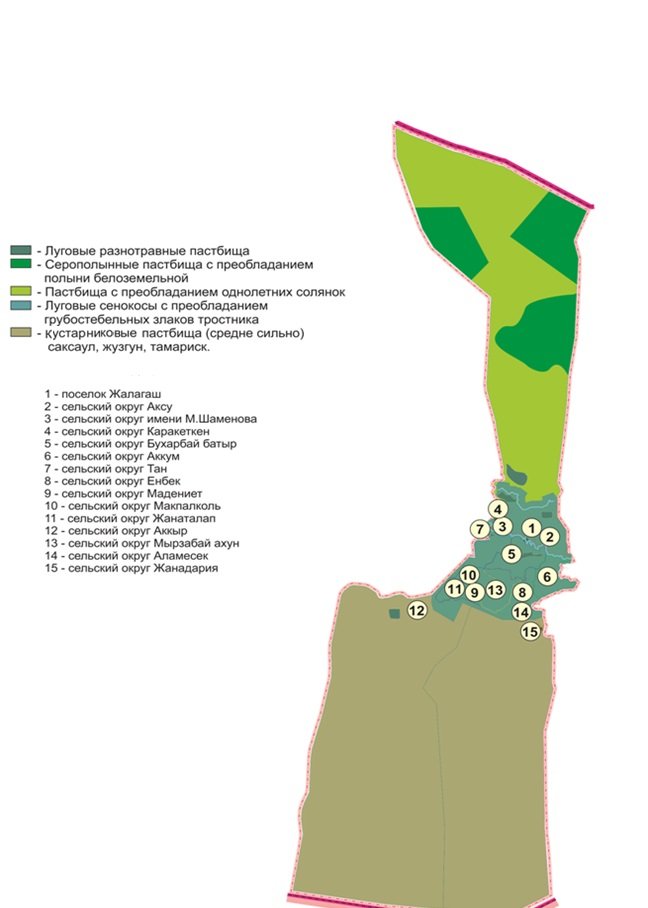 - Луговые разнотравные пастбища
- Серополынные пастбища с преобладанием
полыни белоземельной
- Пастбища с преобладанием однолетних солянок
- Луговые сенокосы с преобладанием
грубостебельных злаков тростника
- кустарниковые пастбища (средне сильно)
саксаул, жузгун, тамариск.
1 - поселок Жалагаш
2 - сельский округ Аксу
3 - сельский округ имени М.Шаменова
4 - сельский округ Каракеткен
5 - сельский округ Бухарбай батыр
6 - сельский округ Аккум
7 - сельский округ Тан
8 - сельский округ Енбек
9 - сельский округ Мадениет
10 - сельский округ Макпалколь
11 - сельский округ Жанаталап
12 - сельский округ Аккыр
13 - сельский округ Мырзабай ахун
14 - сельский округ Аламесек
15 - сельский округ Жанадария
4
3
7
1
2
5
10
6
11
9
13
8
12
14
15